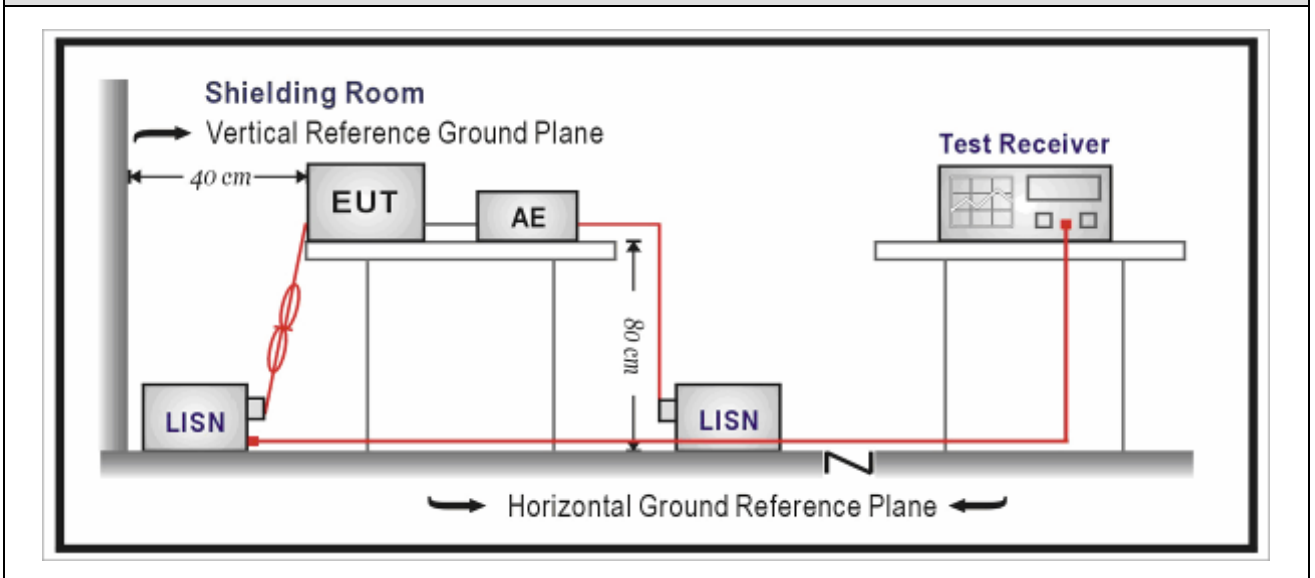 Shielding Room
Vertical Reference Ground Plane
Test Receiver
40 cm
EUT
AE
80 cm
LISN
LISN
Horizontal Ground Reference Plane